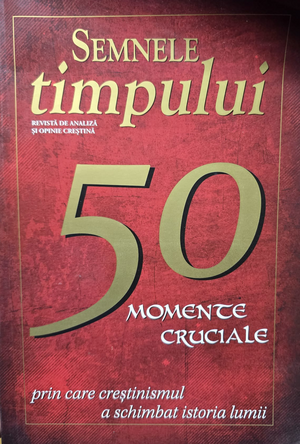 SEMNELE
timpului
REVISTĂ DE ANALIZĂ
ȘI OPINIE CREȘTINĂ
50
MOMENTE
CRUCIALE
prin care creștinismul
a schimbat istoria lumii